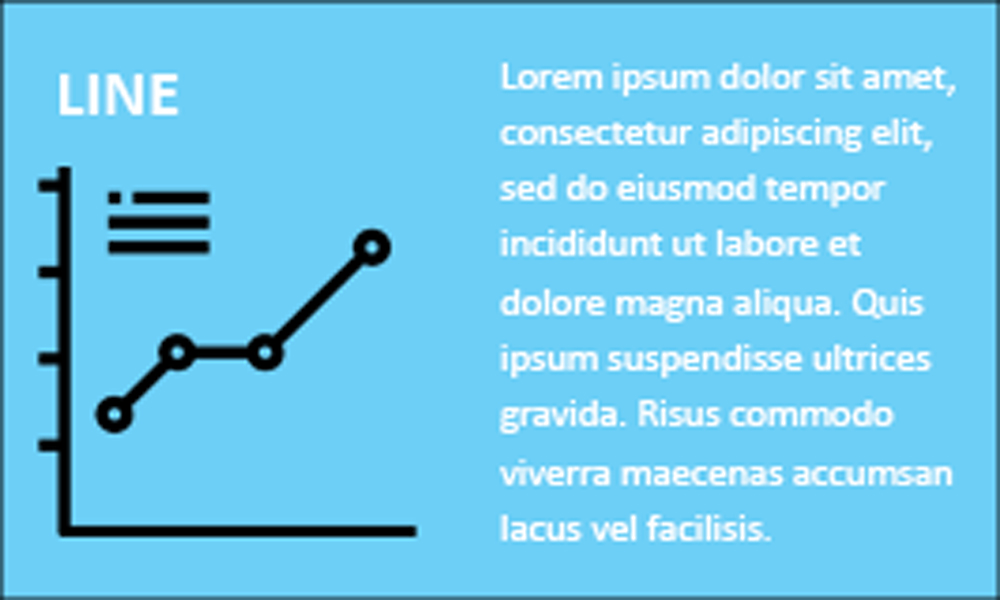 LINE
Lorem ipsum dolor sit amet,
consectetur adipiscing elit,
sed do eiusmod tempor
incididunt ut labore et
dolore magna aliqua. Quis
ipsum suspendisse ultrices
gravida. Risus commodo
viverra maecenas accumsan
lacus vel facilisis.